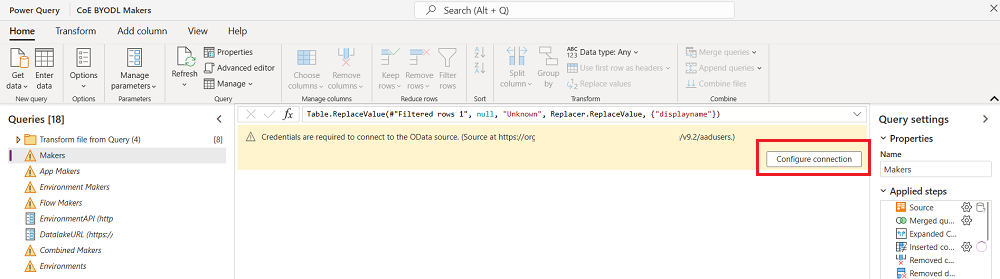 Power Query CoE BYODL Makers Search (Alt + Q)
Home Transform Add column View Help
Get data Enter data Options Manage parameters Refresh Properties Advanced editor Manage Choose columns Remove columns Keep rows Remove rows Filter rows Split column Group by Data type: Any Use first row as headers Replace values Merge queries Append queries Combine files
ABC 123
1 2
New query Options Parameters Query Manage columns Reduce rows Sort Transform Combine
Queries [18]
Transform file from Query (4) [8]
Makers
App Makers
Environment Makers
Flow Makers
EnvironmentAPI (http
DatalakeURL (https:/
Combined Makers
Environments
fx Table.ReplaceValue(#"Filtered rows 1", null, "Unknown", Replacer.ReplaceValue, {"displayname"})
Credentials are required to connect to the OData source. (Source at https://org /v9.2/aadusers.)
Configure connection
Query settings
Properties
Name
Makers
Applied steps
Source
Merged qu...
Expanded C...
Inserted co...
Removed c...
Removed d...